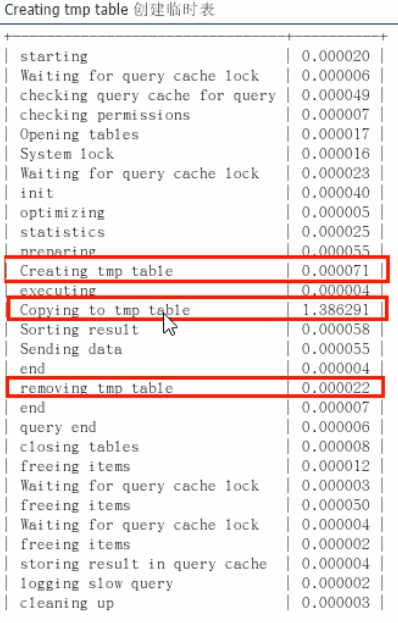 Creating tmp table 创建临时表
+--------------------------------+----------+
| starting | 0.000020 |
| Waiting for query cache lock | 0.000006 |
| checking query cache for query | 0.000049 |
| checking permissions | 0.000007 |
| Opening tables | 0.000017 |
| System lock | 0.000016 |
| Waiting for query cache lock | 0.000023 |
| init | 0.000040 |
| optimizing | 0.000005 |
| statistics | 0.000025 |
| preparing | 0.000055 |
| Creating tmp table | 0.000071 |
| executing | 0.000004 |
| Copying to tmp table | 1.386291 |
| Sorting result | 0.000058 |
| Sending data | 0.000055 |
| end | 0.000004 |
| removing tmp table | 0.000022 |
| end | 0.000007 |
| query end | 0.000006 |
| closing tables | 0.000008 |
| freeing items | 0.000012 |
| Waiting for query cache lock | 0.000003 |
| freeing items | 0.000050 |
| Waiting for query cache lock | 0.000004 |
| freeing items | 0.000002 |
| storing result in query cache | 0.000004 |
| logging slow query | 0.000002 |
| cleaning up | 0.000003 |